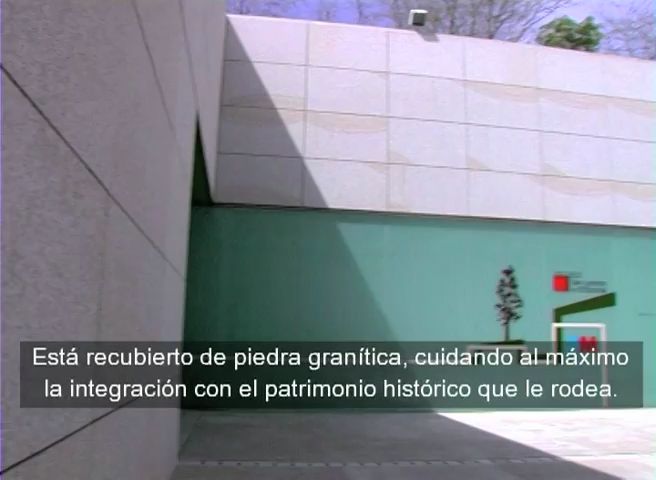 Está recubierto de piedra granítica, cuidando al máximo
la integración con el patrimonio histórico que le rodea.